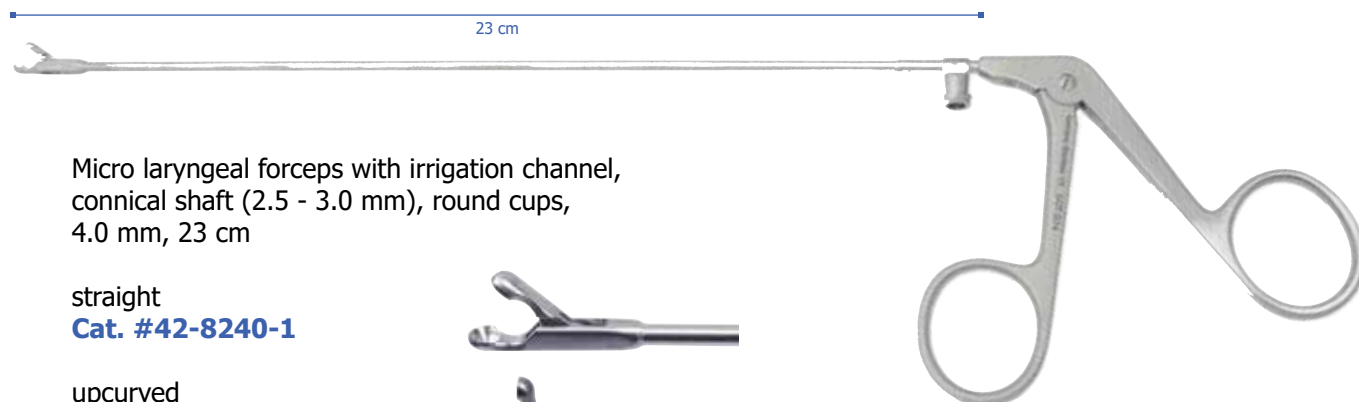 23 cm
Micro laryngeal forceps with irrigation channel,
connical shaft (2.5 - 3.0 mm), round cups,
4.0 mm, 23 cm
straight
Cat. #42-8240-1
upcurved